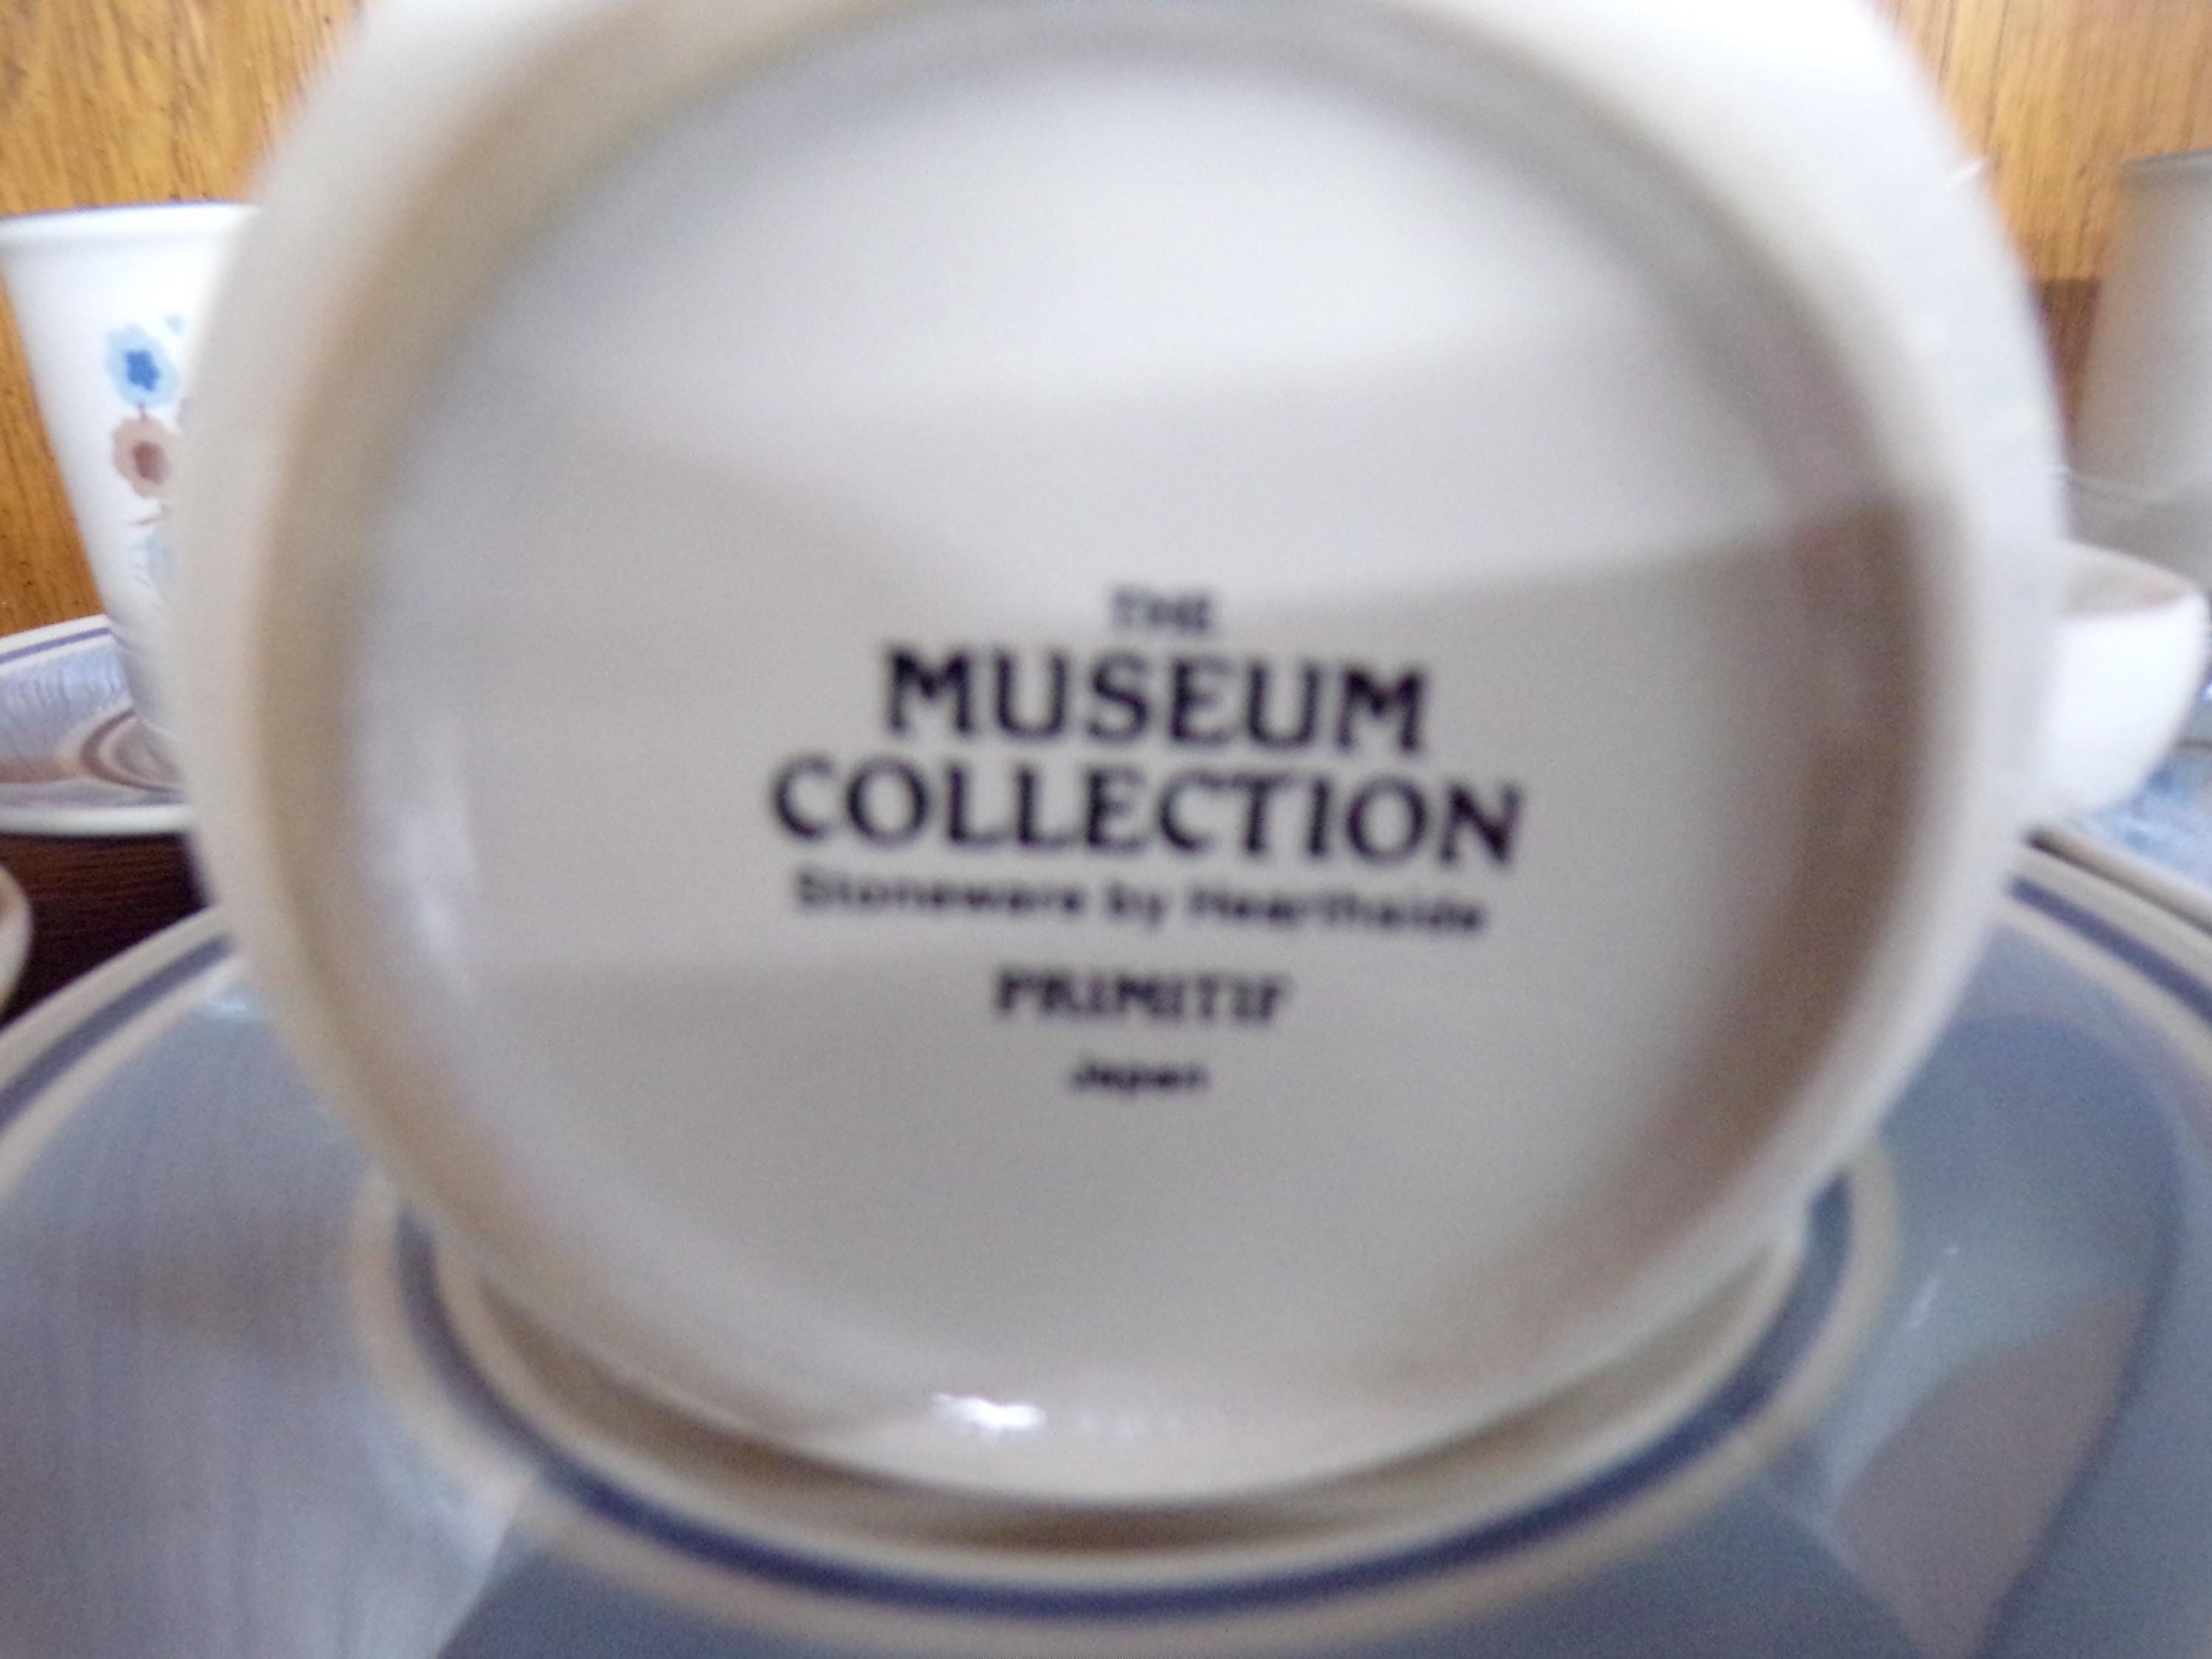 THE
MUSEUM
COLLECTION
Stoneware by Hearthside
PRIMITIF
Japan